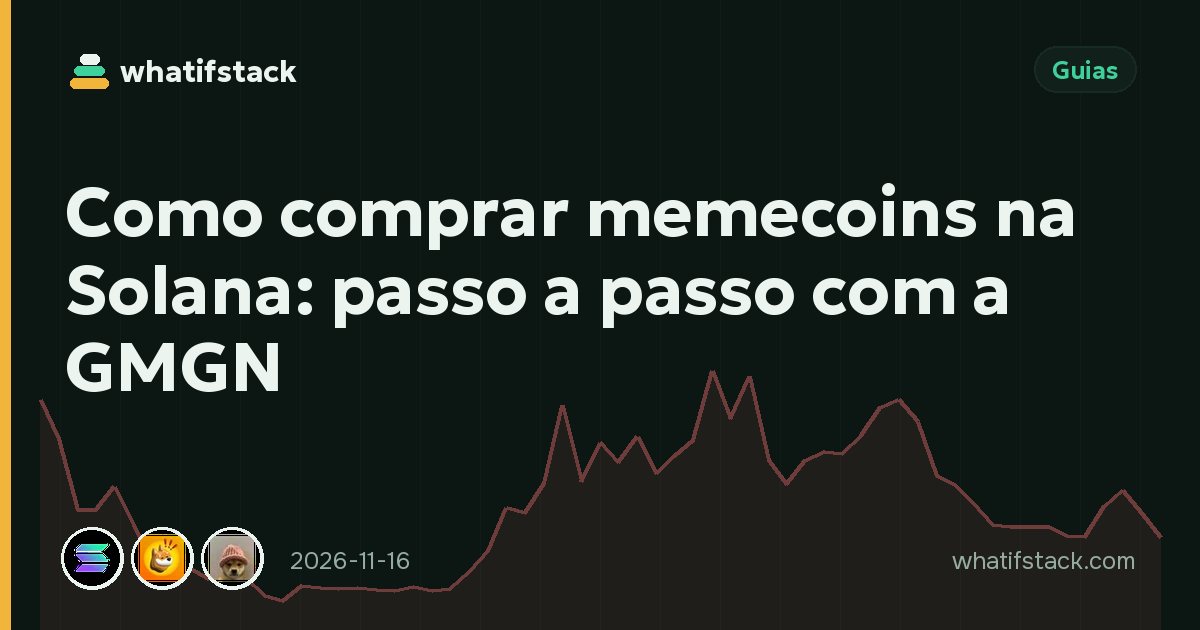 whatifstack
Guias
Como comprar memecoins na
Solana: passo a passo com a
GMGN
2026-11-16
whatifstack.com